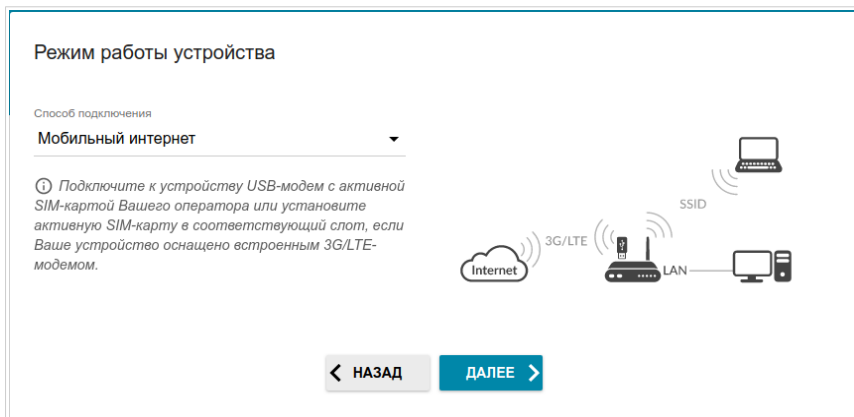 Режим работы устройства
Способ подключения
Мобильный интернет
Подключите к устройству USB-модем с активной
SIM-картой Вашего оператора или установите
активную SIM-карту в соответствующий слот, если
Ваше устройство оснащено встроенным 3G/LTE-
модемом.
SSID
3G/LTE
Internet
LAN
НАЗАД
ДАЛЕЕ